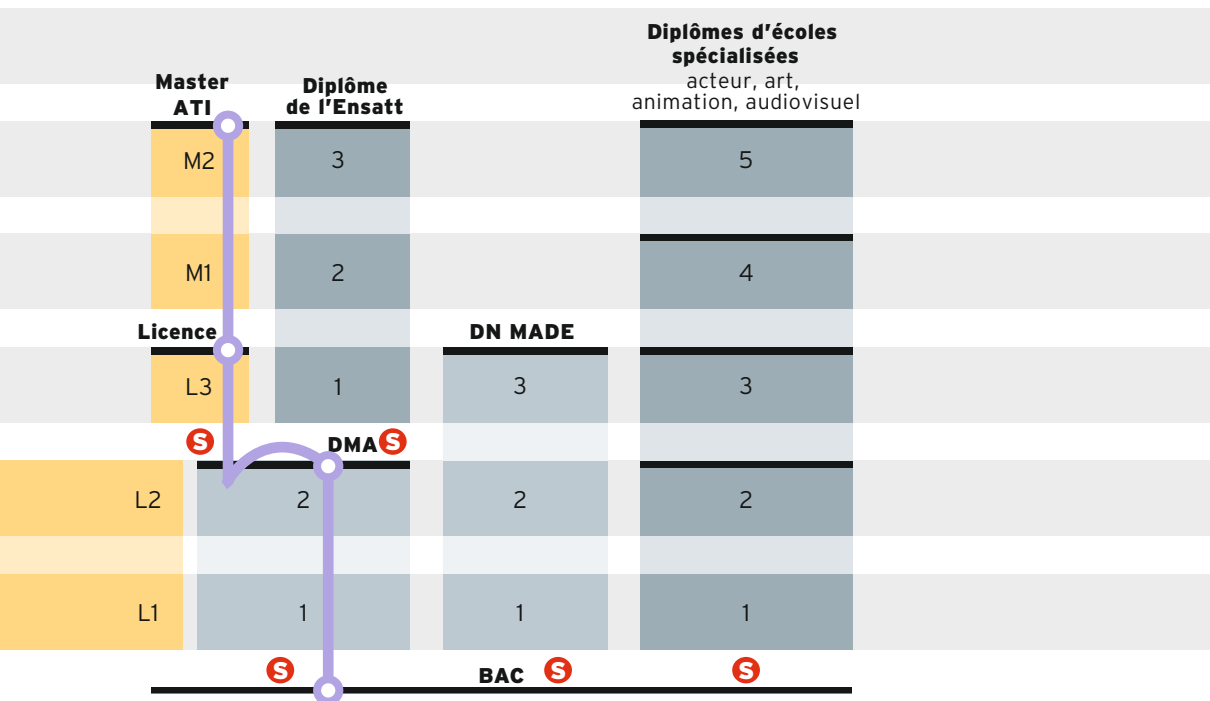 Diplômes d'écoles
spécialisées
acteur, art,
animation, audiovisuel
Master
ATI
Diplôme
de l'Ensatt
M2
3
5
M1
2
4
Licence
DN MADE
L3
1
3
3
S
DMA S
L2
2
2
2
L1
1
1
1
S
BAC S
S